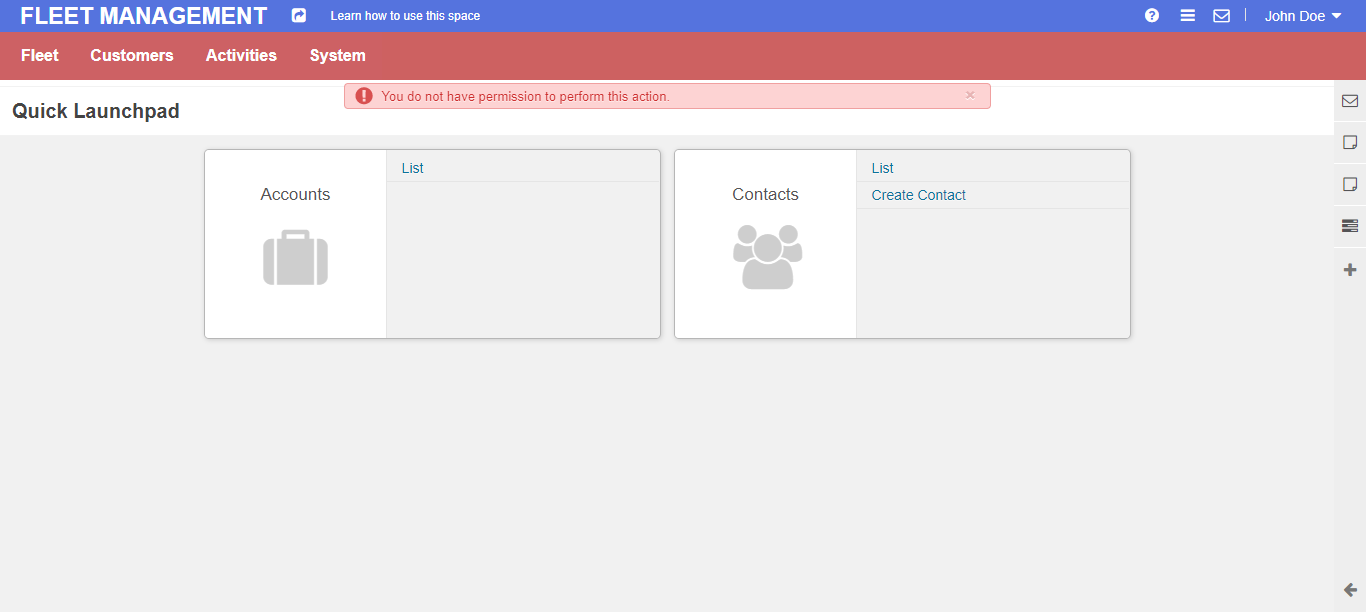 FLEET MANAGEMENT Learn how to use this space John Doe
Fleet Customers Activities System
You do not have permission to perform this action.
Quick Launchpad
Accounts
List
Contacts
List
Create Contact